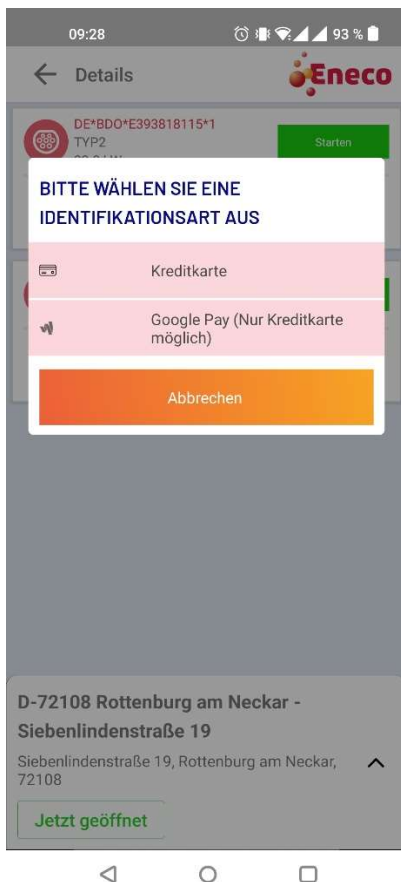 09:28
93 %
Details
Eneco
DE*BDO*E393818115*1
TYP2
Starten
BITTE WÄHLEN SIE EINE
IDENTIFIKATIONSART AUS
Kreditkarte
Google Pay (Nur Kreditkarte
möglich)
Abbrechen
D-72108 Rottenburg am Neckar -
Siebenlindenstraße 19
Siebenlindenstraße 19, Rottenburg am Neckar,
72108
Jetzt geöffnet